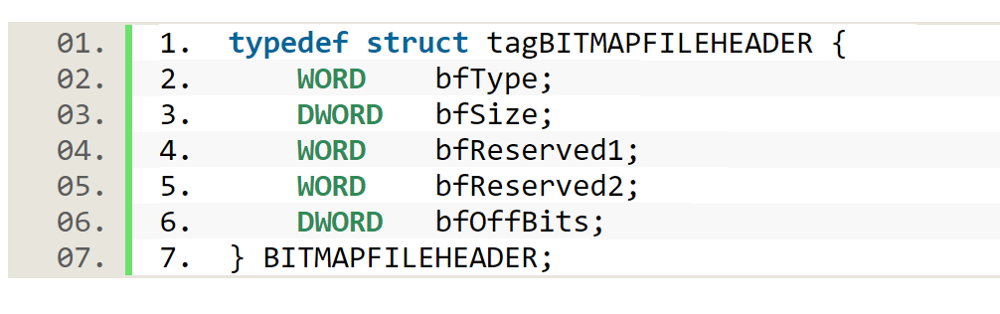 01. 1. typedef struct tagBITMAPFILEHEADER {
02. 2.     WORD    bfType;
03. 3.     DWORD   bfSize;
04. 4.     WORD    bfReserved1;
05. 5.     WORD    bfReserved2;
06. 6.     DWORD   bfOffBits;
07. 7. } BITMAPFILEHEADER;